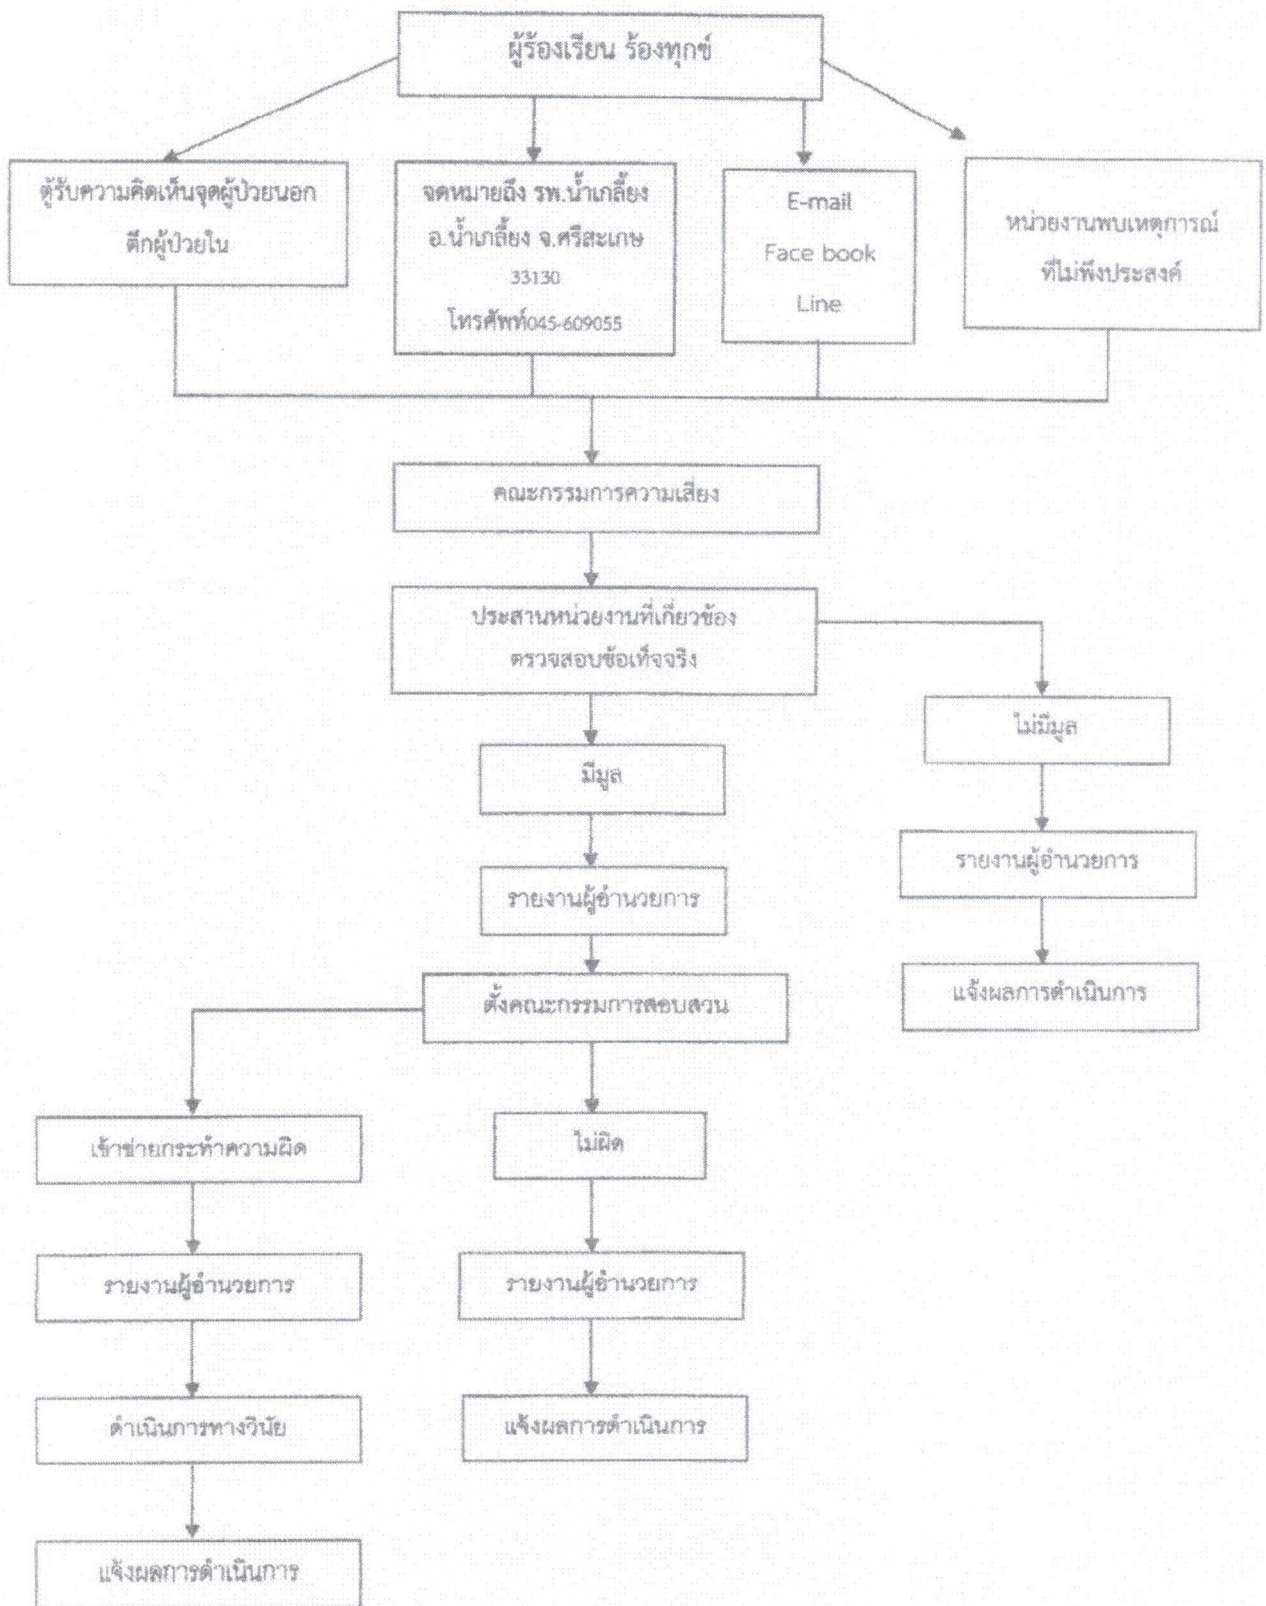 ผู้ร้องเรียน ร้องทุกข์
ตู้รับความคิดเห็นจุดผู้ป่วยนอก
ตึกผู้ป่วยใน
จดหมายถึง รพ.น้ำเกลี้ยง
อ.น้ำเกลี้ยง จ.ศรีสะเกษ
33130
โทรศัพท์045-609055
E-mail
Face book
Line
หน่วยงานพบเหตุการณ์
ที่ไม่พึงประสงค์
คณะกรรมการความเสี่ยง
ประสานหน่วยงานที่เกี่ยวข้อง
ตรวจสอบข้อเท็จจริง
ไม่มีมูล
มีมูล
รายงานผู้อำนวยการ
รายงานผู้อำนวยการ
แจ้งผลการดำเนินการ
ตั้งคณะกรรมการสอบสวน
เข้าข่ายกระทำความผิด
ไม่ผิด
รายงานผู้อำนวยการ
รายงานผู้อำนวยการ
ดำเนินการทางวินัย
แจ้งผลการดำเนินการ
แจ้งผลการดำเนินการ